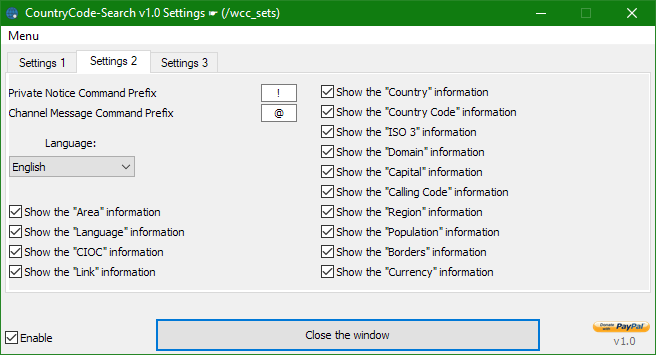 CountryCode-Search v1.0 Settings ☛ (/wcc_sets)
Menu
Settings 1
Settings 2
Settings 3
Private Notice Command Prefix
!
Channel Message Command Prefix
@
Language:
English
Show the "Area" information
Show the "Language" information
Show the "CIOC" information
Show the "Link" information
Show the "Country" information
Show the "Country Code" information
Show the "ISO 3" information
Show the "Domain" information
Show the "Capital" information
Show the "Calling Code" information
Show the "Region" information
Show the "Population" information
Show the "Borders" information
Show the "Currency" information
Enable
Close the window
Donate with PayPal
v1.0